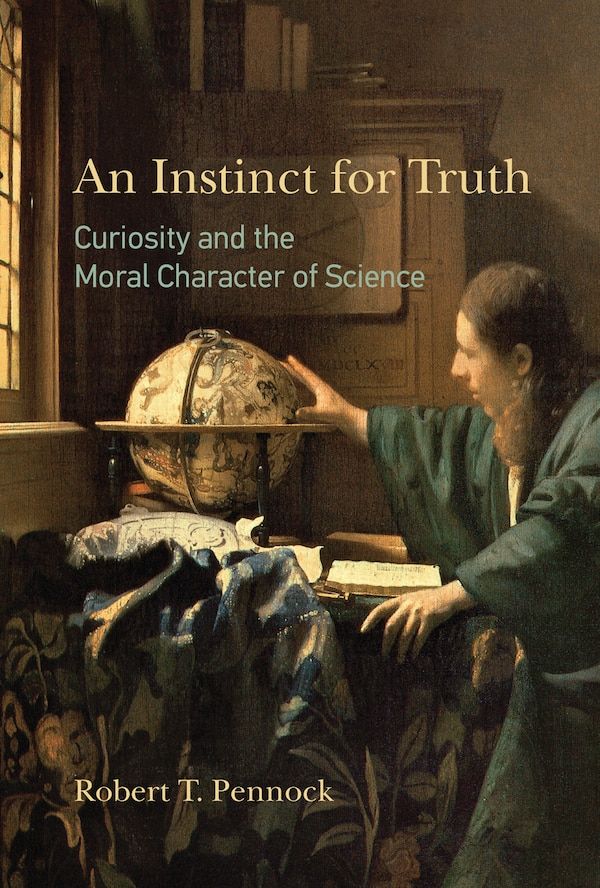 An Instinct for Truth
Curiosity and the
Moral Character of Science
Robert T. Pennock